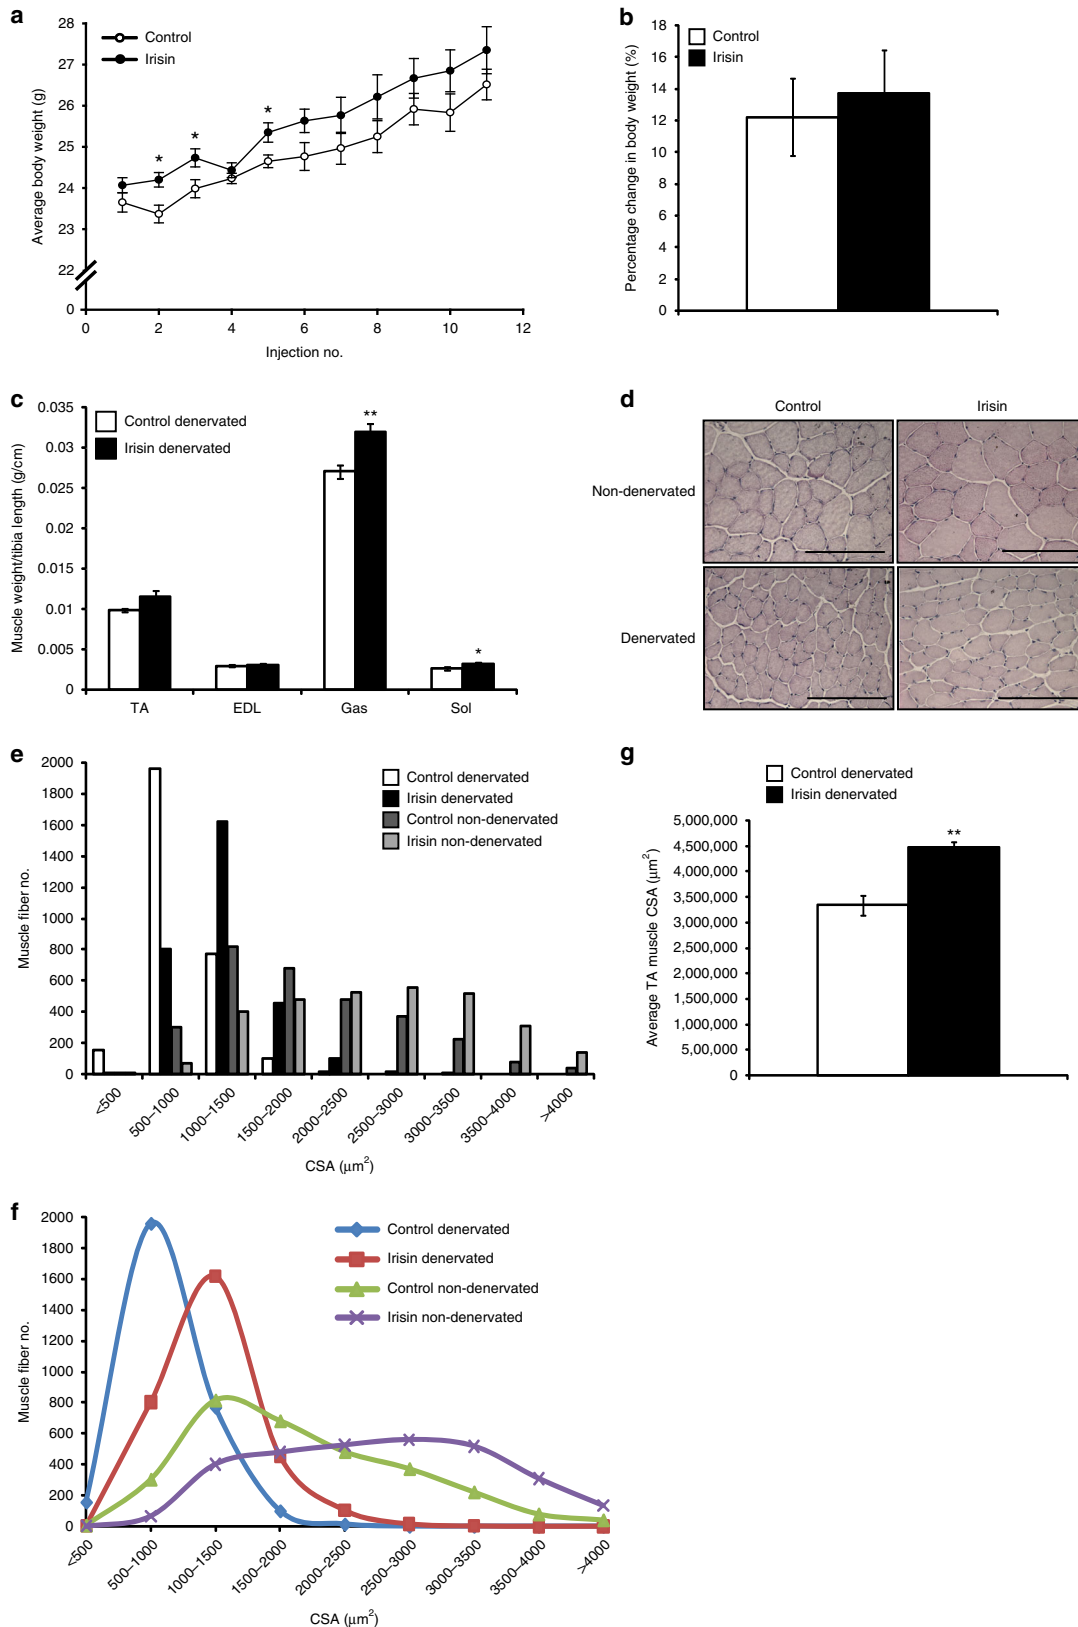 a
28
27
26
25
24
23
22
0
Average body weight (g)
Control
Irisin
*
*
*
0 2 4 6 8 10 12
Injection no.
b
18
16
14
12
10
8
6
4
2
0
Percentage change in body weight (%)
Control
Irisin
c
0.035
0.03
0.025
0.02
0.015
0.01
0.005
0
Muscle weight/tibia length (g/cm)
Control denervated
Irisin denervated
**
*
TA EDL Gas Sol
d
Control Irisin
Non-denervated
Denervated
e
2000
1800
1600
1400
1200
1000
800
600
400
200
0
Muscle fiber no.
Control denervated
Irisin denervated
Control non-denervated
Irisin non-denervated
<500 500–1000 1000–1500 1500–2000 2000–2500 2500–3000 3000–3500 3500–4000 >4000
CSA (μm²)
g
Control denervated
Irisin denervated
5,000,000
4,500,000
4,000,000
3,500,000
3,000,000
2,500,000
2,000,000
1,500,000
1,000,000
5,00,000
0
Average TA muscle CSA (μm²)
**
f
2000
1800
1600
1400
1200
1000
800
600
400
200
0
Muscle fiber no.
Control denervated
Irisin denervated
Control non-denervated
Irisin non-denervated
<500 500–1000 1000–1500 1500–2000 2000–2500 2500–3000 3000–3500 3500–4000 >4000
CSA (μm²)